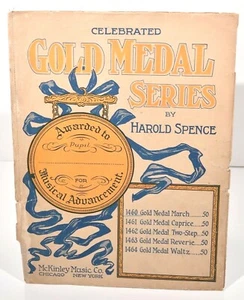 CELEBRATED
GOLD MEDAL
SERIES
BY
HAROLD SPENCE
Awarded to
Pupil
FOR
Musical Advancement.
1460 Gold Medal March......50
1461 Gold Medal Caprice....50
1462 Gold Medal Two-Step...50
1463 Gold Medal Reverie....50
1464 Gold Medal Waltz......50
McKinley Music Co.
CHICAGO NEW YORK